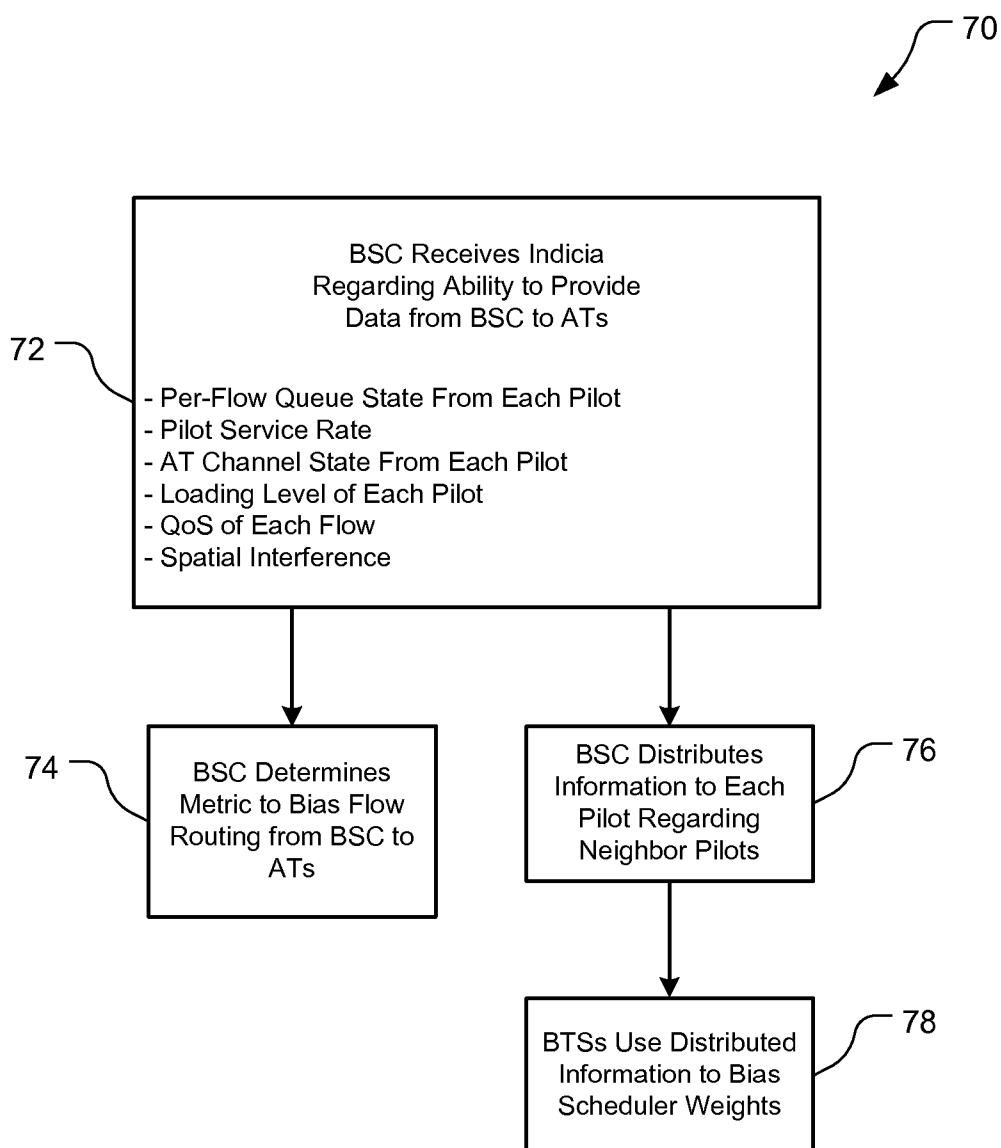 70
BSC Receives Indicia
Regarding Ability to Provide
Data from BSC to ATs
72
- Per-Flow Queue State From Each Pilot
- Pilot Service Rate
- AT Channel State From Each Pilot
- Loading Level of Each Pilot
- QoS of Each Flow
- Spatial Interference
74
BSC Determines
Metric to Bias Flow
Routing from BSC to
ATs
76
BSC Distributes
Information to Each
Pilot Regarding
Neighbor Pilots
78
BTSs Use Distributed
Information to Bias
Scheduler Weights